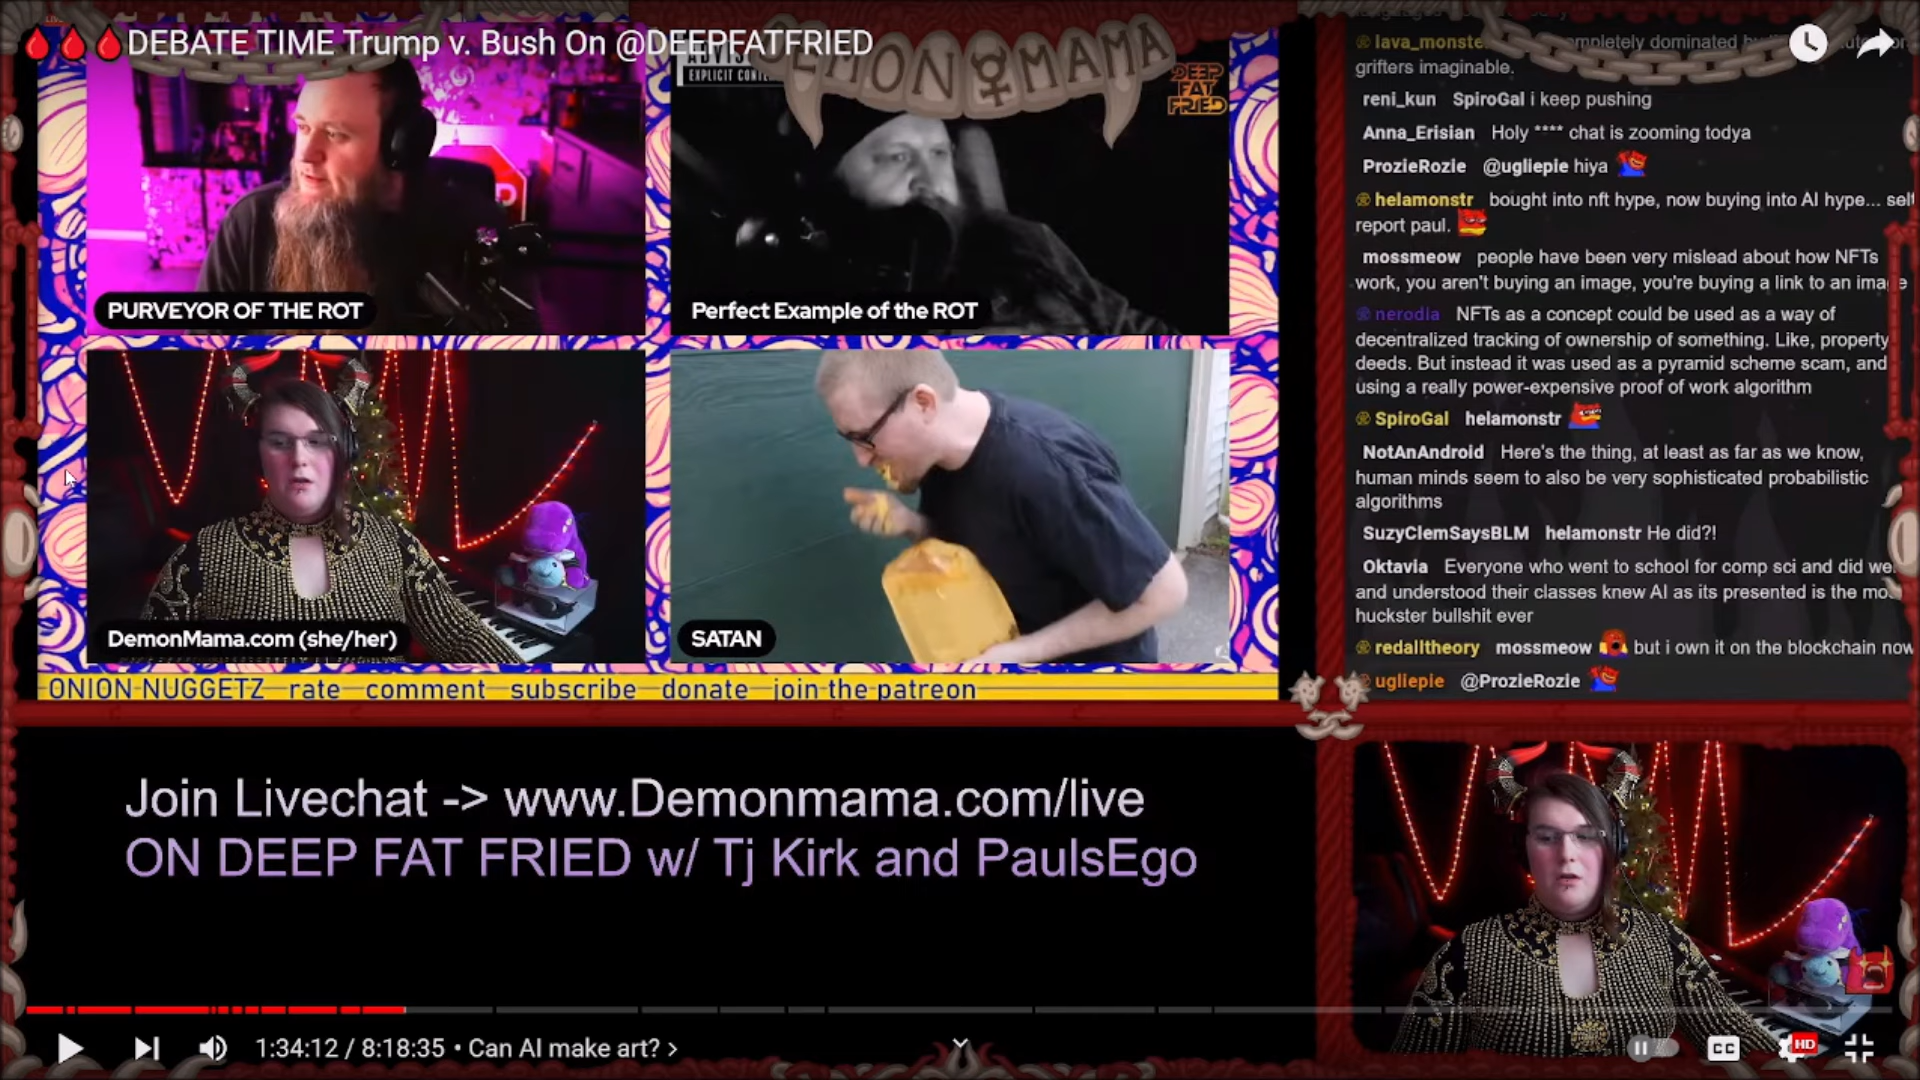 🩸🩸🩸DEBATE TIME Trump v. Bush On @DEEPFATFRIED
EXPLICIT CONTE
DEMON MAMA
DEEP
FAT
FRIED
PURVEYOR OF THE ROT
Perfect Example of the ROT
DemonMama.com (she/her)
SATAN
ONION NUGGETZ rate comment subscribe donate join the patreon
lava_monste
grifters imaginable.
reni_kun SpiroGal i keep pushing
Anna_Erisian Holy **** chat is zooming todya
ProzieRozie @ugliepie hiya
helamonstr bought into nft hype, now buying into AI hype... self
report paul.
mossmeow people have been very mislead about how NFTs
work, you aren't buying an image, you're buying a link to an image
nerodia NFTs as a concept could be used as a way of
decentralized tracking of ownership of something. Like, property
deeds. But instead it was used as a pyramid scheme scam, and
using a really power-expensive proof of work algorithm
SpiroGal helamonstr
NotAnAndroid Here's the thing, at least as far as we know,
human minds seem to also be very sophisticated probabilistic
algorithms
SuzyClemSaysBLM helamonstr He did?!
Oktavia Everyone who went to school for comp sci and did we
and understood their classes knew AI as its presented is the mo
huckster bullshit ever
redalltheory mossmeow but i own it on the blockchain now
ugliepie @ProzieRozie
Join Livechat -> www.Demonmama.com/live
ON DEEP FAT FRIED w/ Tj Kirk and PaulsEgo
1:34:12 / 8:18:35 • Can AI make art? >
CC
HD